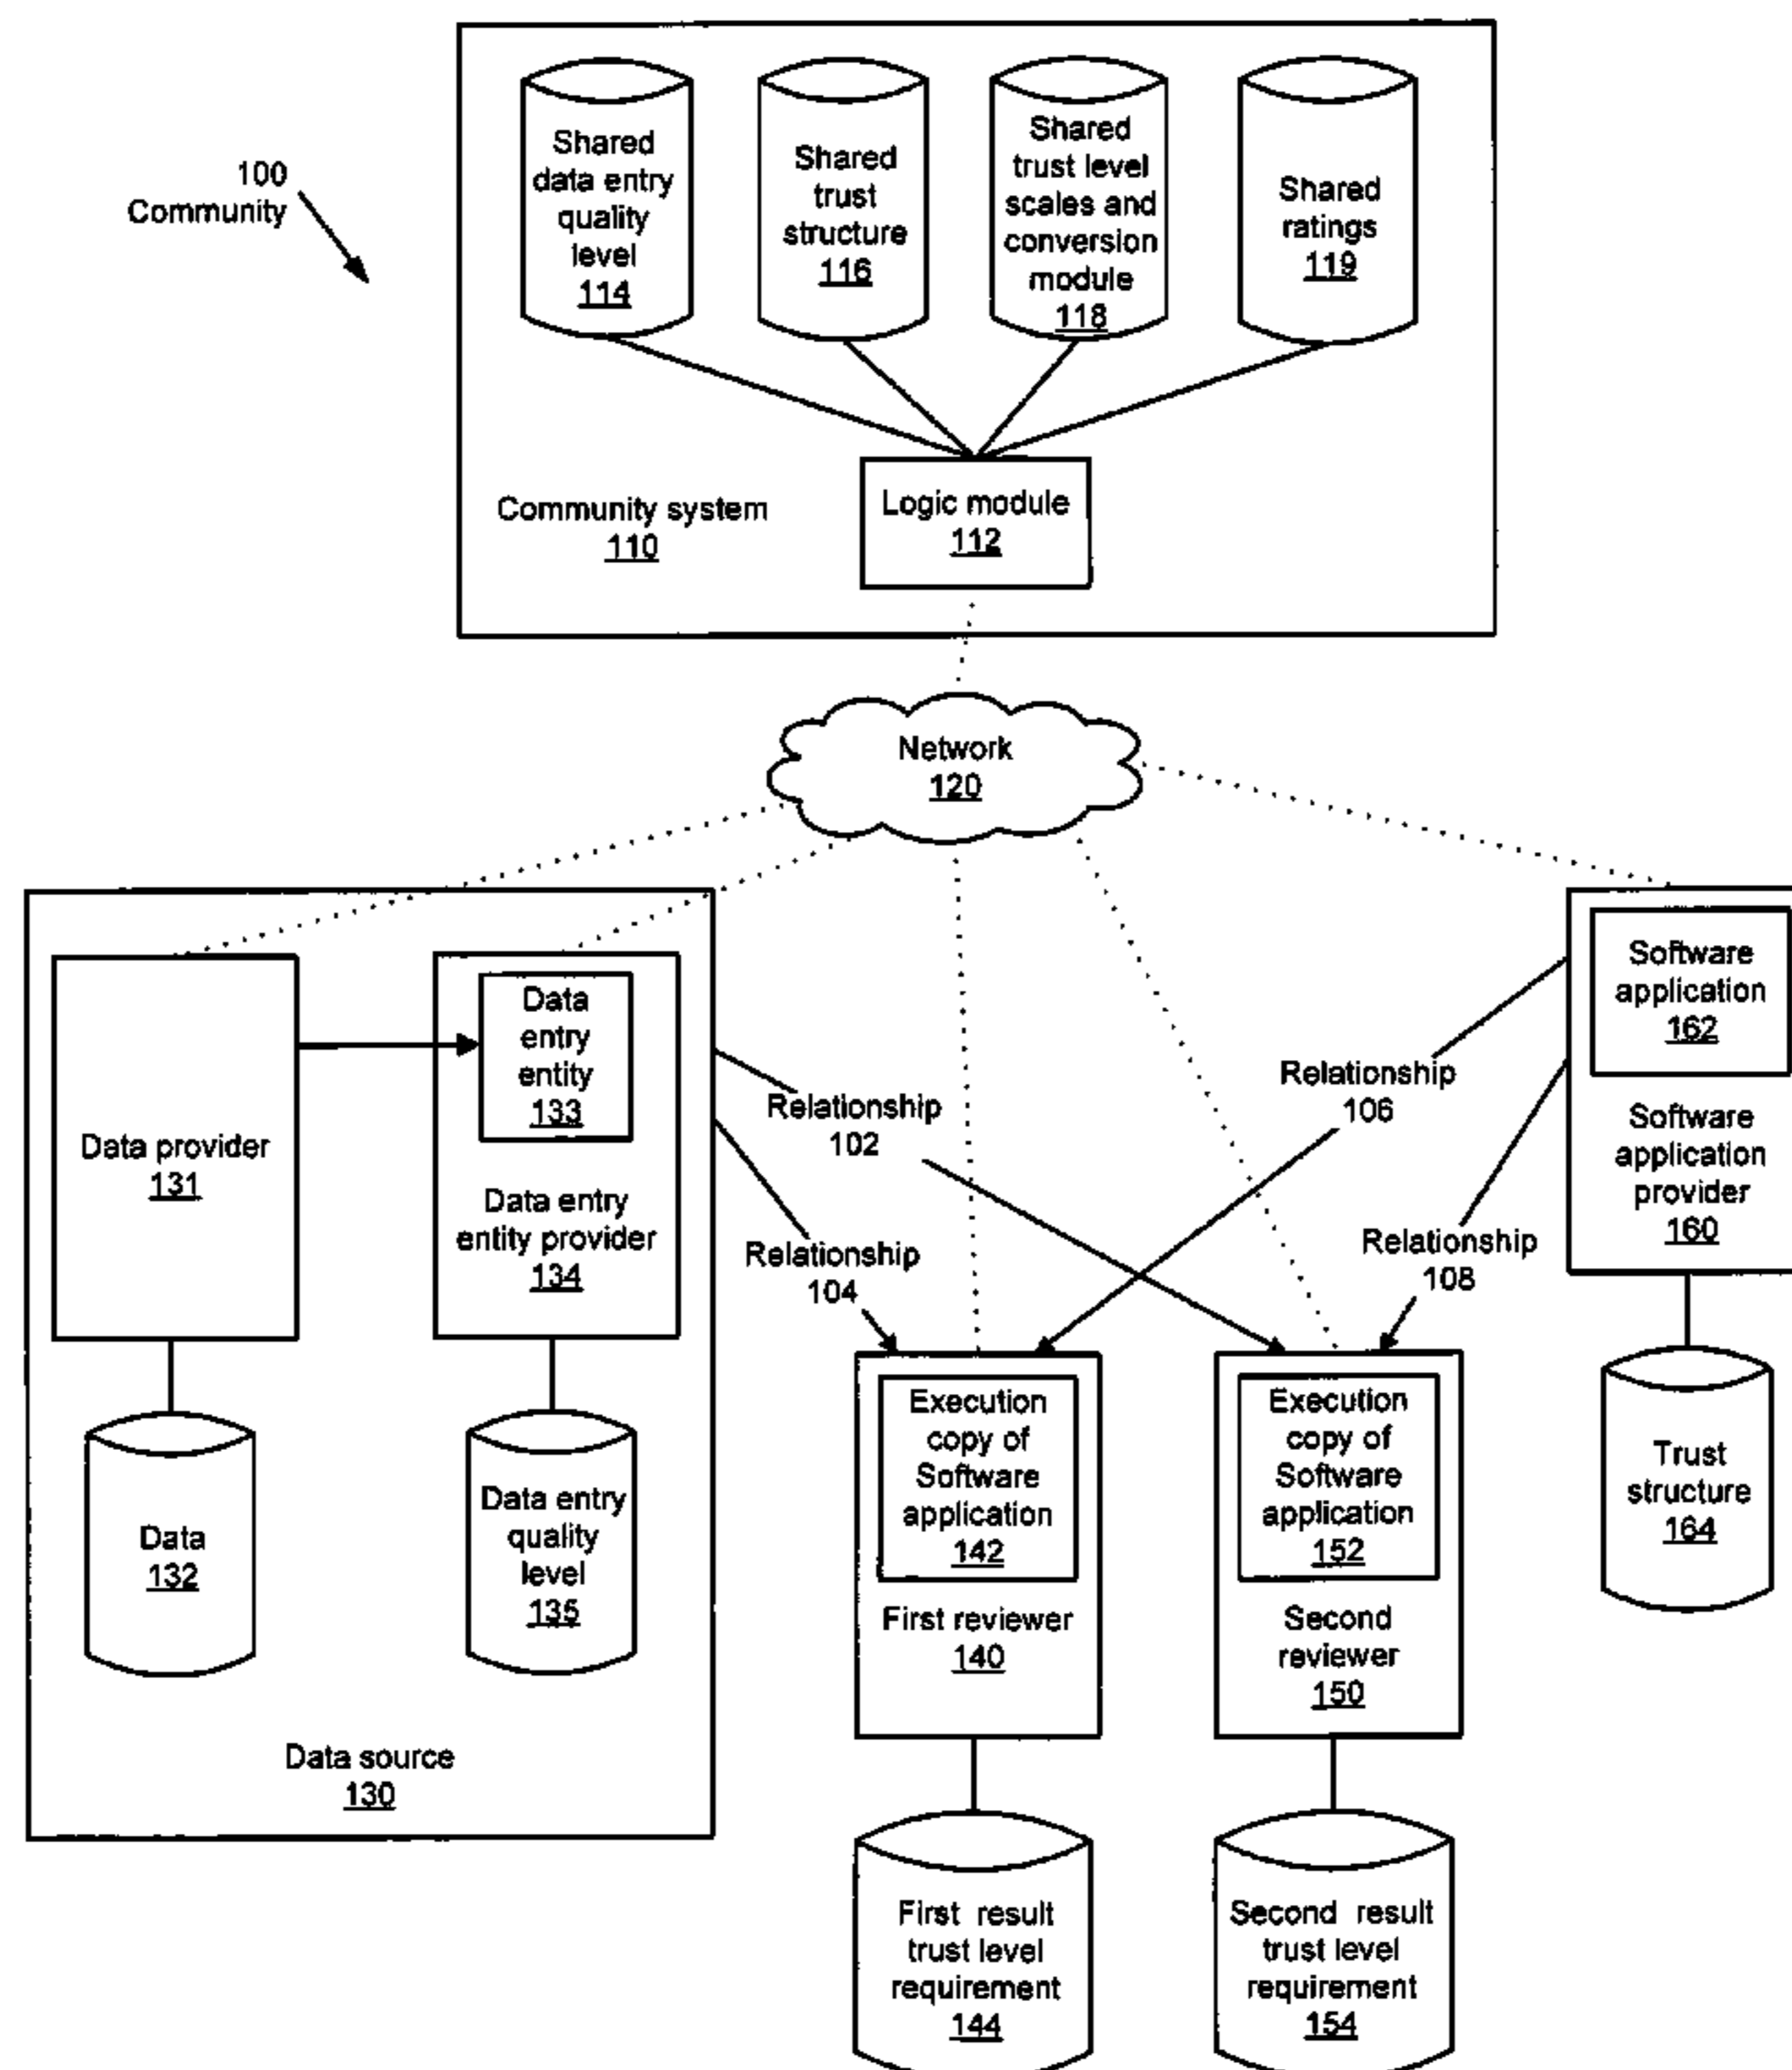 100
Community
Shared
data entry
quality
level
114
Shared
trust
structure
116
Shared
trust level
scales and
conversion
module
118
Shared
ratings
119
Community system
110
Logic module
112
Network
120
Data provider
131
Data
entry
entity
133
Data entry
entity provider
134
Data
132
Data entry
quality
level
135
Data source
130
Relationship
102
Relationship
104
Relationship
106
Relationship
108
Software
application
162
Software
application
provider
160
Trust
structure
164
Execution
copy of
Software
application
142
First reviewer
140
Execution
copy of
Software
application
152
Second
reviewer
150
First result
trust level
requirement
144
Second result
trust level
requirement
154